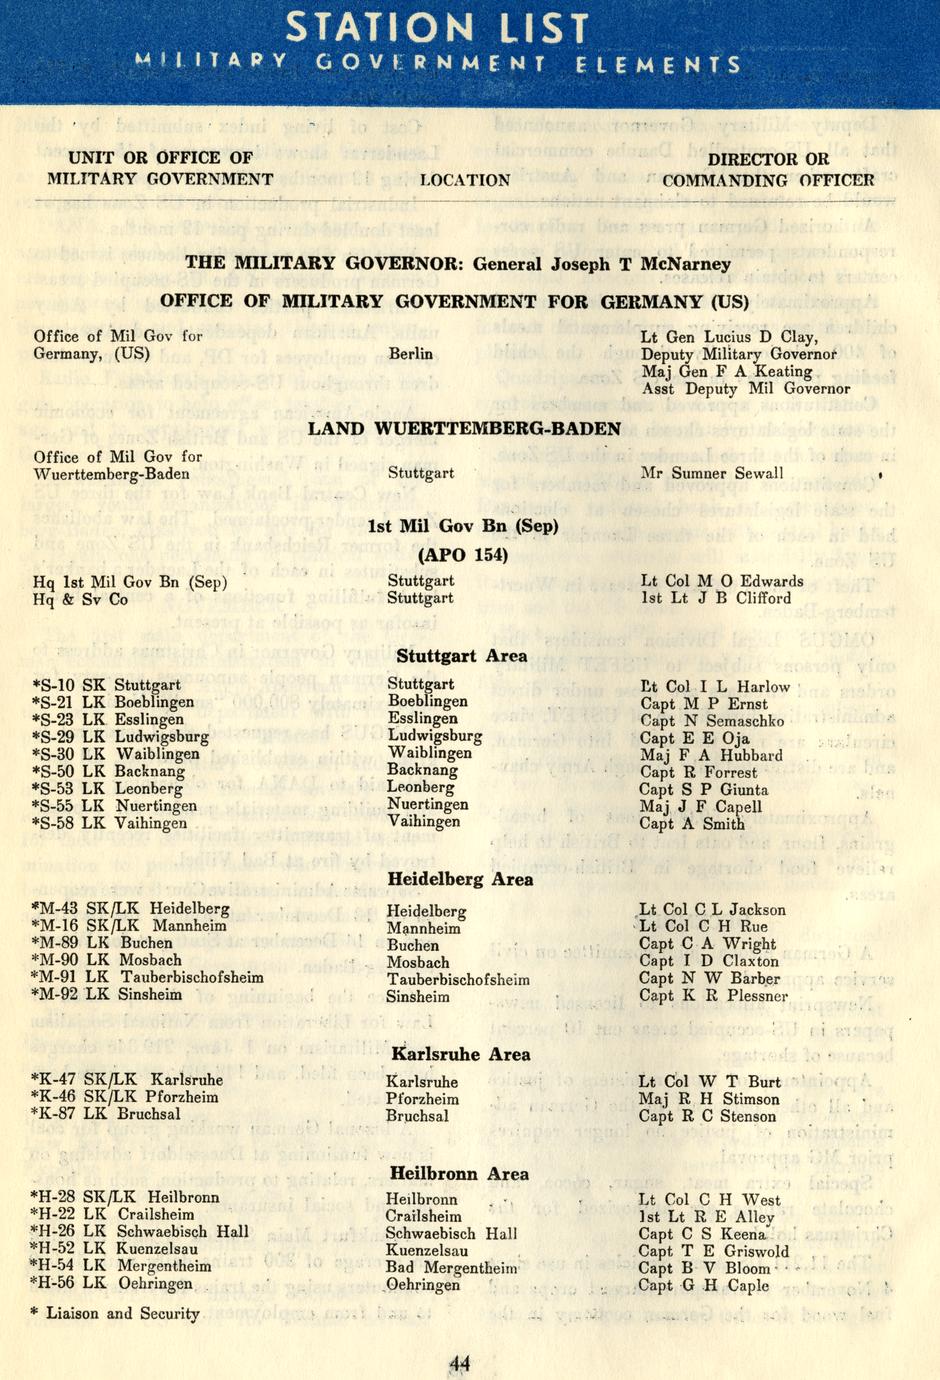 STATION LIST
MILITARY GOVERNMENT ELEMENTS
UNIT OR OFFICE OF MILITARY GOVERNMENT LOCATION DIRECTOR OR COMMANDING OFFICER
THE MILITARY GOVERNOR: General Joseph T McNarney
OFFICE OF MILITARY GOVERNMENT FOR GERMANY (US)
Office of Mil Gov for Lt Gen Lucius D Clay,
Germany, (US) Berlin Deputy Military Governor
Maj Gen F A Keating
Asst Deputy Mil Governor
LAND WUERTTEMBERG-BADEN
Office of Mil Gov for
Wuerttemberg-Baden Stuttgart Mr Sumner Sewall
1st Mil Gov Bn (Sep)
(APO 154)
Hq 1st Mil Gov Bn (Sep) Stuttgart Lt Col M O Edwards
Hq & Sv Co Stuttgart 1st Lt J B Clifford
Stuttgart Area
*S-10 SK Stuttgart Stuttgart Lt Col I L Harlow
*S-21 LK Boeblingen Boeblingen Capt M P Ernst
*S-23 LK Esslingen Esslingen Capt N Semaschko
*S-29 LK Ludwigsburg Ludwigsburg Capt E E Oja
*S-30 LK Waiblingen Waiblingen Maj F A Hubbard
*S-50 LK Backnang Backnang Capt R Forrest
*S-53 LK Leonberg Leonberg Capt S P Giunta
*S-55 LK Nuertingen Nuertingen Maj J F Capell
*S-58 LK Vaihingen Vaihingen Capt A Smith
Heidelberg Area
*M-43 SK/LK Heidelberg Heidelberg Lt Col C L Jackson
*M-16 SK/LK Mannheim Mannheim Lt Col C H Rue
*M-89 LK Buchen Buchen Capt C A Wright
*M-90 LK Mosbach Mosbach Capt I D Claxton
*M-91 LK Tauberbischofsheim Tauberbischofsheim Capt N W Barber
*M-92 LK Sinsheim Sinsheim Capt K R Plessner
Karlsruhe Area
*K-47 SK/LK Karlsruhe Karlsruhe Lt Col W T Burt
*K-46 SK/LK Pforzheim Pforzheim Maj R H Stimson
*K-87 LK Bruchsal Bruchsal Capt R C Stenson
Heilbronn Area
*H-28 SK/LK Heilbronn Heilbronn Lt Col C H West
*H-22 LK Crailsheim Crailsheim 1st Lt R E Alley
*H-26 LK Schwaebisch Hall Schwaebisch Hall Capt C S Keena
*H-52 LK Kuenzelsau Kuenzelsau Capt T E Griswold
*H-54 LK Mergentheim Bad Mergentheim Capt B V Bloom
*H-56 LK Oehringen Oehringen Capt G H Caple
* Liaison and Security
44